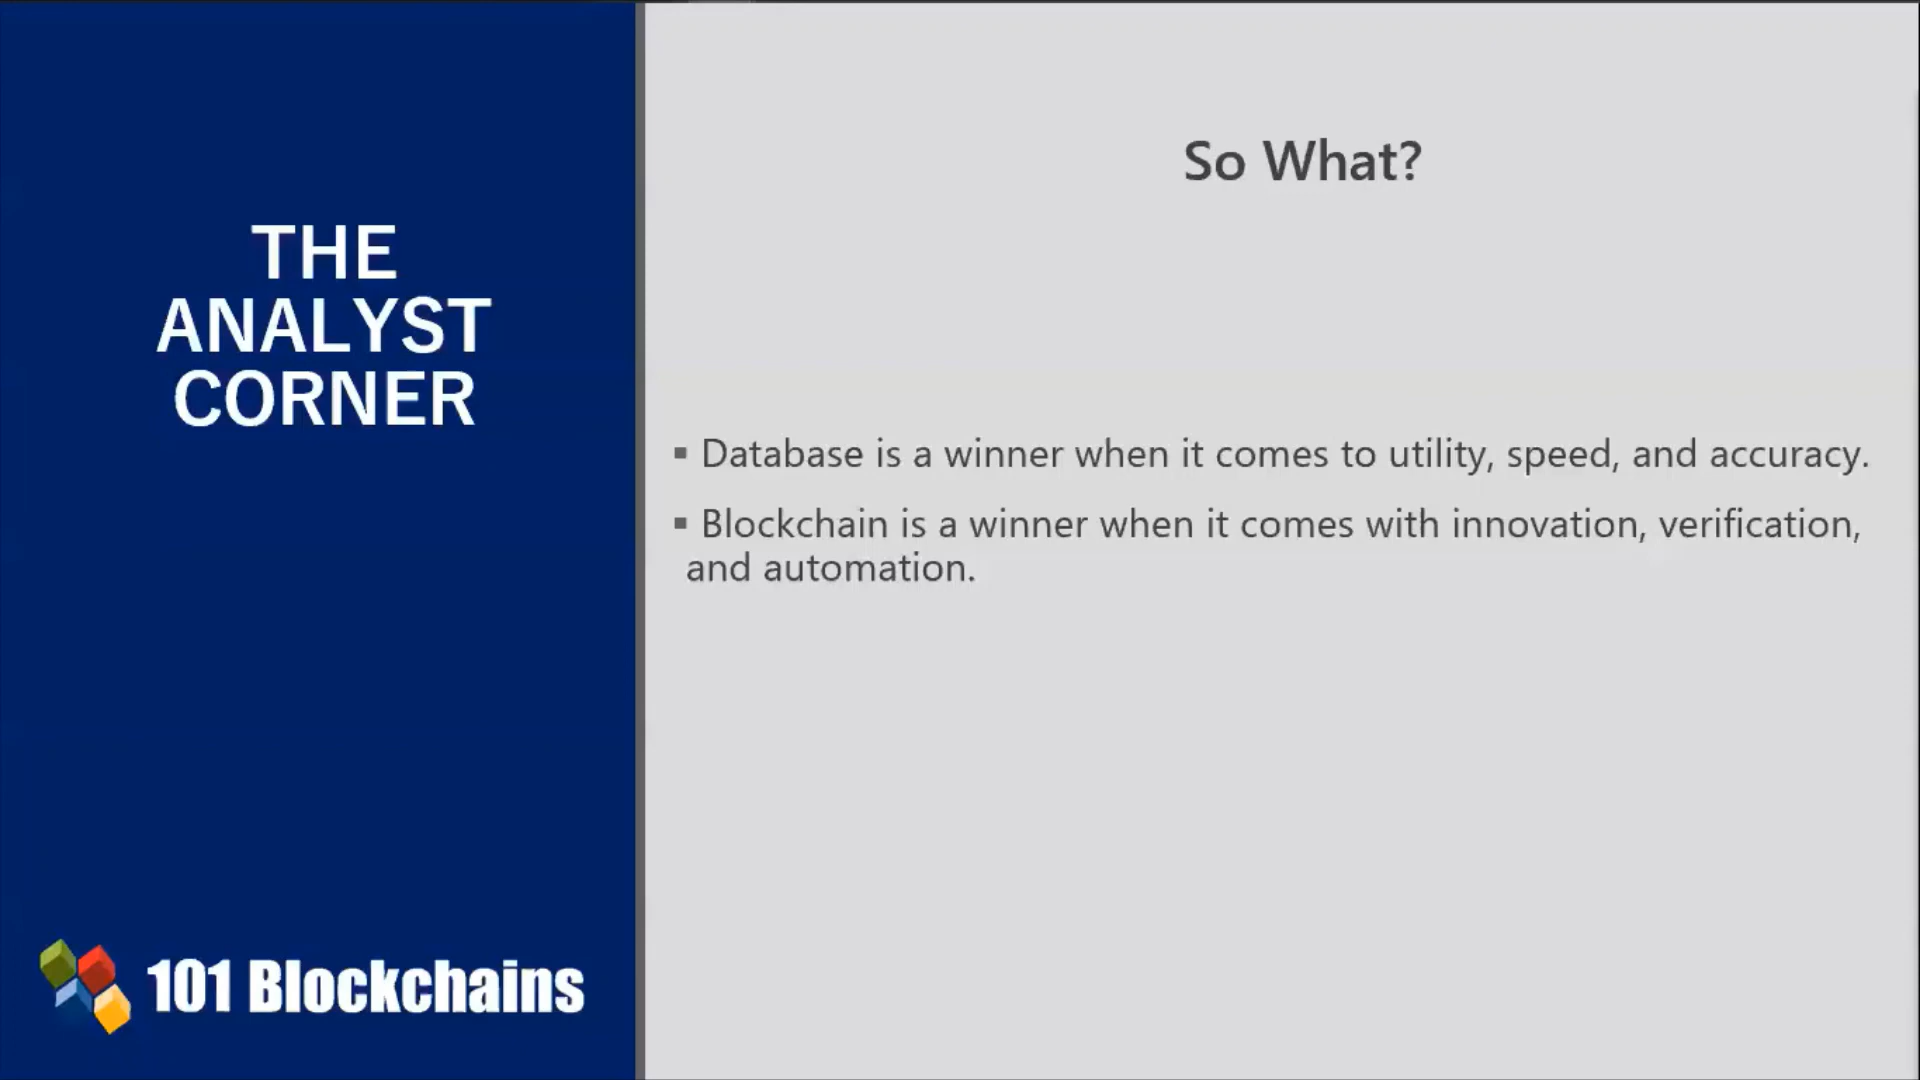 THE
ANALYST
CORNER
101 Blockchains
So What?
▪ Database is a winner when it comes to utility, speed, and accuracy.
▪ Blockchain is a winner when it comes with innovation, verification,
and automation.